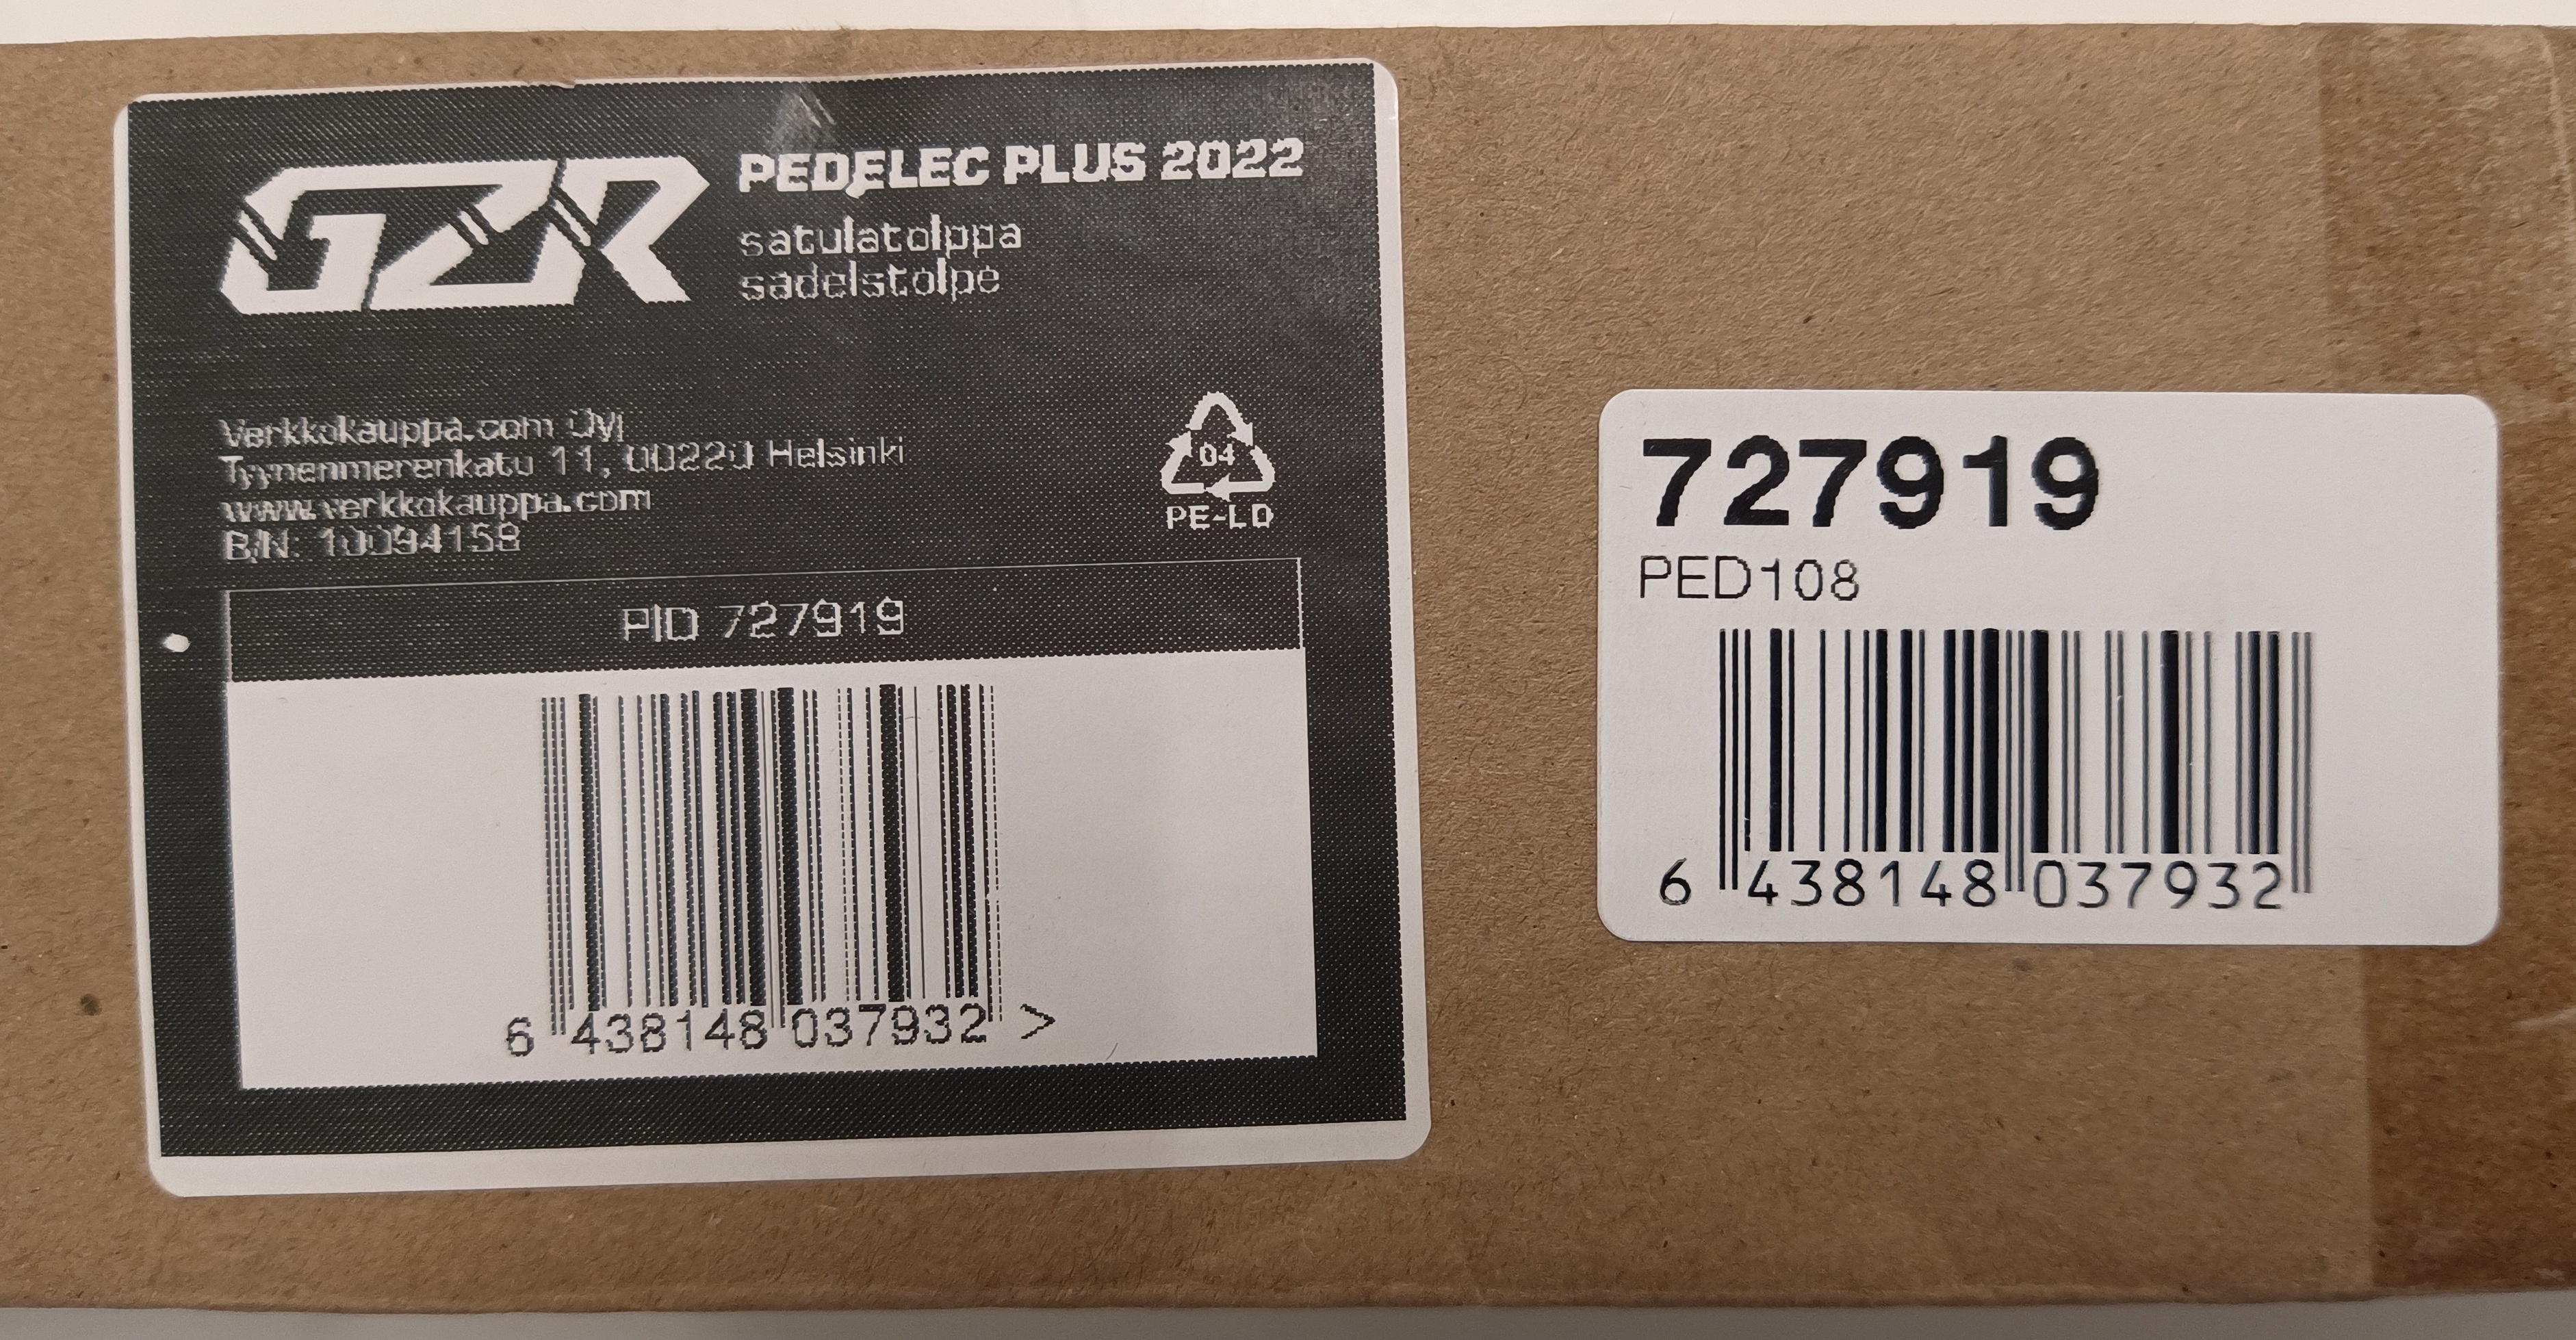 GZR
PEDELEC PLUS 2022
satulatolppa
sadelstolpe
Verkkokauppa.com Oyj
Tyynenmerenkatu 11, 00220 Helsinki
www.verkkokauppa.com
B/N: 10094158
04
PE-LD
PID 727919
6 438148 037932 >
727919
PED108
6 438148 037932